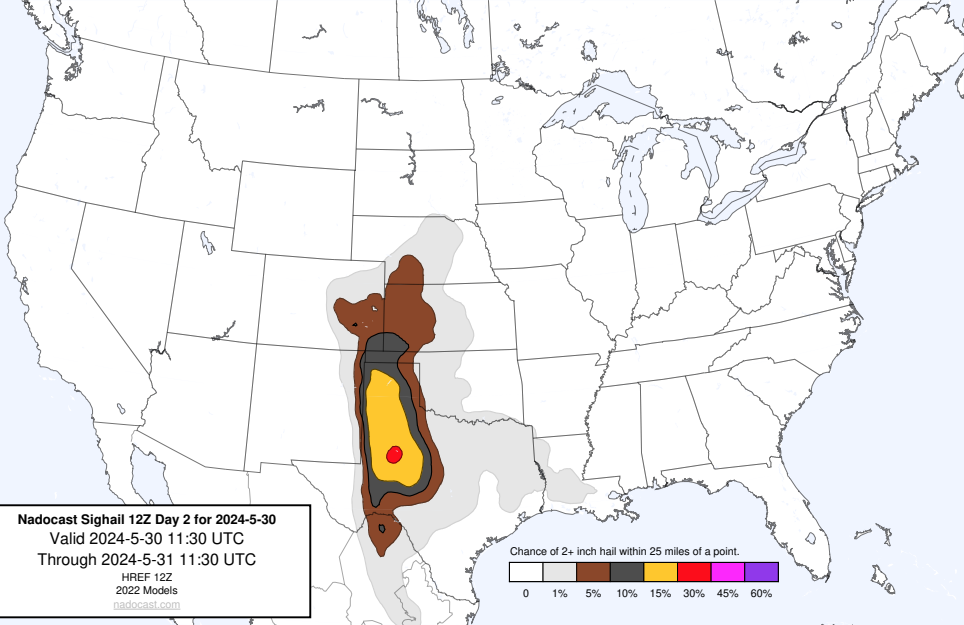 Nadocast Sighail 12Z Day 2 for 2024-5-30
Valid 2024-5-30 11:30 UTC
Through 2024-5-31 11:30 UTC
HREF 12Z
2022 Models
nadocast.com
Chance of 2+ inch hail within 25 miles of a point.
0 1% 5% 10% 15% 30% 45% 60%